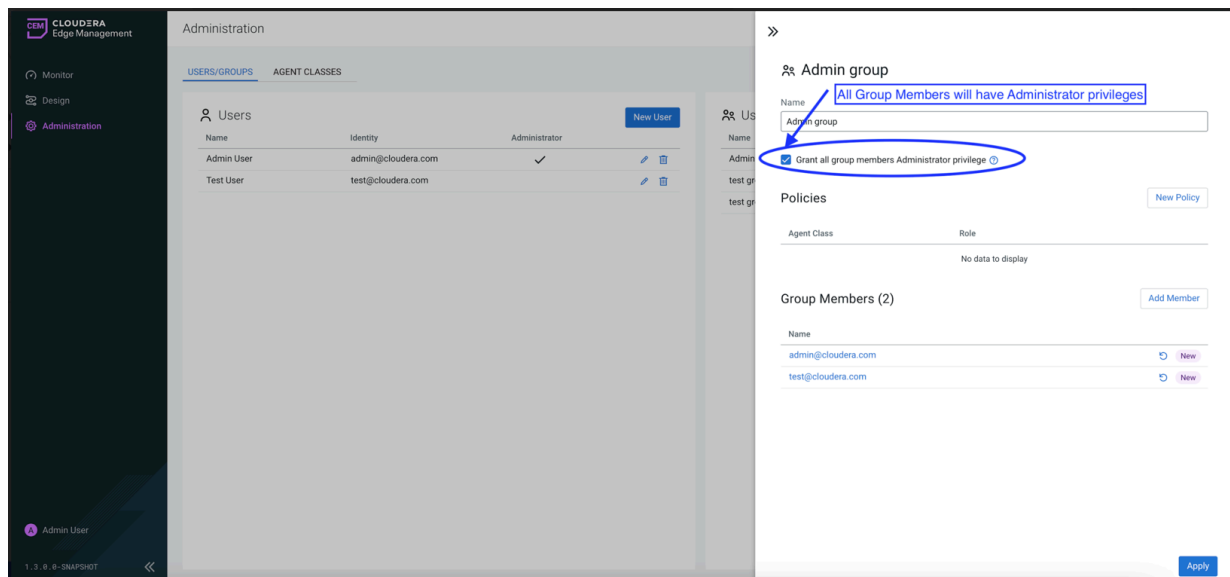 CEM CLOUDERA
Edge Management
Monitor
Design
Administration
Admin User
1.3.0.0-SNAPSHOT
Administration
USERS/GROUPS AGENT CLASSES
Users
New User
Name Identity Administrator
Admin User admin@cloudera.com
Test User test@cloudera.com
Us
Name
Admin
test gr
test gr
Admin group
All Group Members will have Administrator privileges
Name
Admin group
Grant all group members Administrator privilege
Policies
New Policy
Agent Class Role
No data to display
Group Members (2)
Add Member
Name
admin@cloudera.com New
test@cloudera.com New
Apply